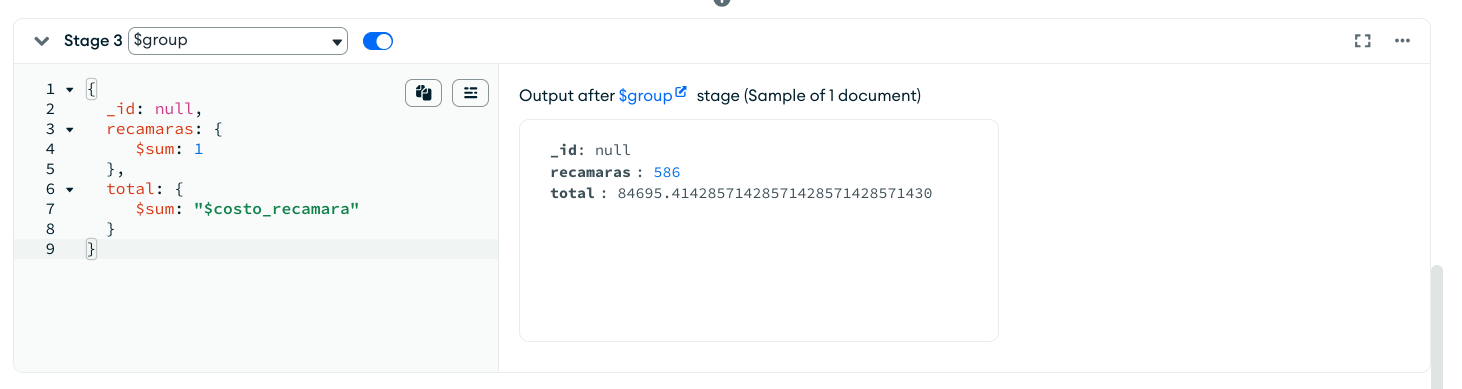 Stage 3 $group
1 {
2 _id: null,
3 recamaras: {
4 $sum: 1
5 },
6 total: {
7 $sum: "$costo_recamara"
8 }
9 }
Output after $group stage (Sample of 1 document)
_id: null
recamaras : 586
total : 84695.41428571428571428571428571430